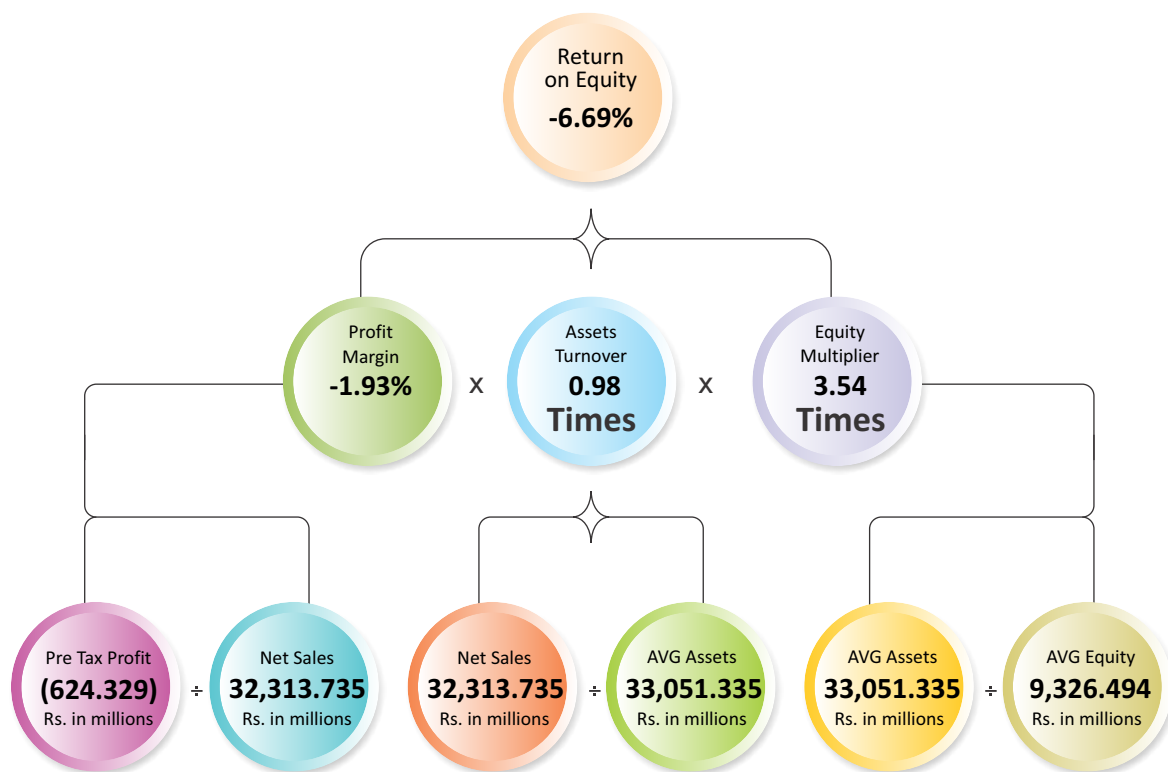 Return
on Equity
-6.69%
Profit
Margin
-1.93%
x
Assets
Turnover
0.98
Times
x
Equity
Multiplier
3.54
Times
Pre Tax Profit
(624.329)
Rs. in millions
÷
Net Sales
32,313.735
Rs. in millions
Net Sales
32,313.735
Rs. in millions
÷
AVG Assets
33,051.335
Rs. in millions
AVG Assets
33,051.335
Rs. in millions
÷
AVG Equity
9,326.494
Rs. in millions